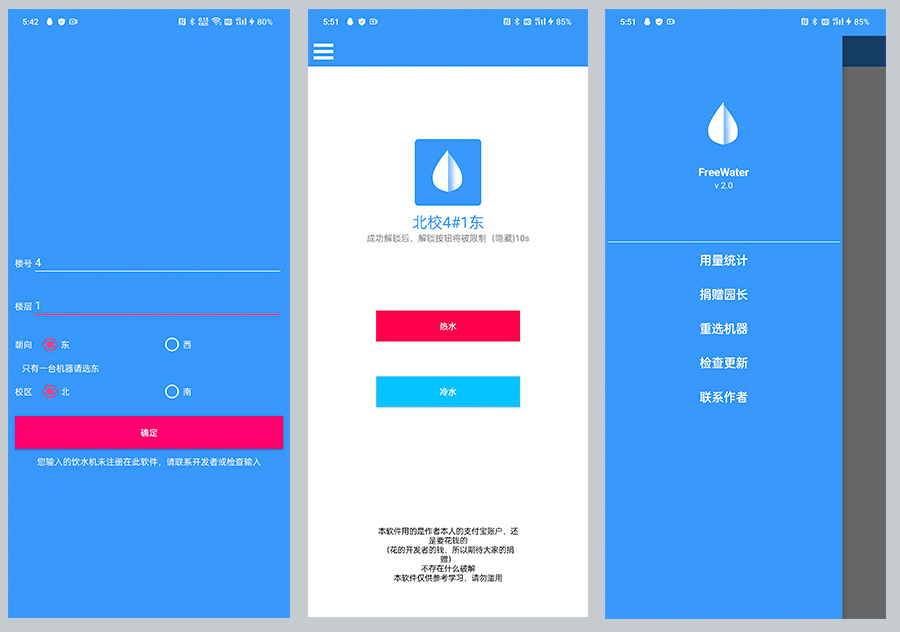 5:42
80%
楼号 4
楼层 1
朝向 东 西
只有一台机器请选东
校区 北 南
确定
您输入的饮水机未注册在此软件，请联系开发者或检查输入
5:51
85%
北校4#1东
成功解锁后，解锁按钮将被限制（隐藏)10s
热水
冷水
本软件用的是作者本人的支付宝账户，还
是要花钱的
（花的开发者的钱，所以期待大家的捐
赠）
不存在什么破解
本软件仅供参考学习，请勿滥用
5:51
85%
FreeWater
v 2.0
用量统计
捐赠园长
重选机器
检查更新
联系作者